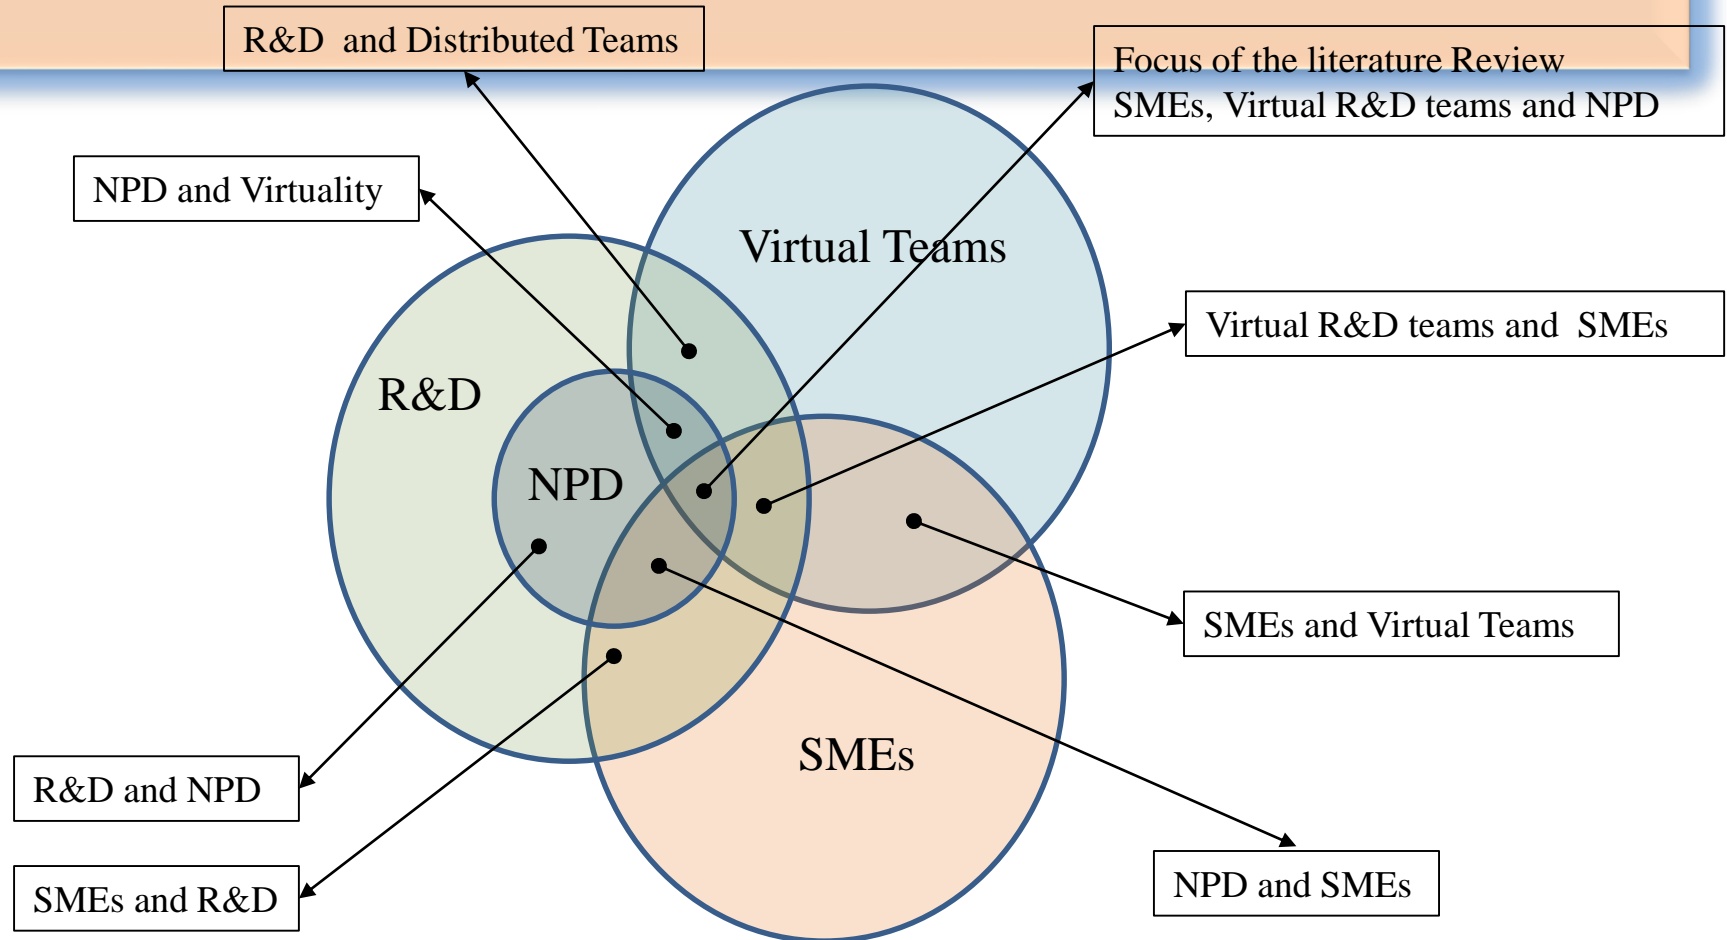 R&D and Distributed Teams
Focus of the literature Review
SMEs, Virtual R&D teams and NPD
NPD and Virtuality
Virtual Teams
Virtual R&D teams and SMEs
R&D
NPD
SMEs and Virtual Teams
SMEs
R&D and NPD
NPD and SMEs
SMEs and R&D